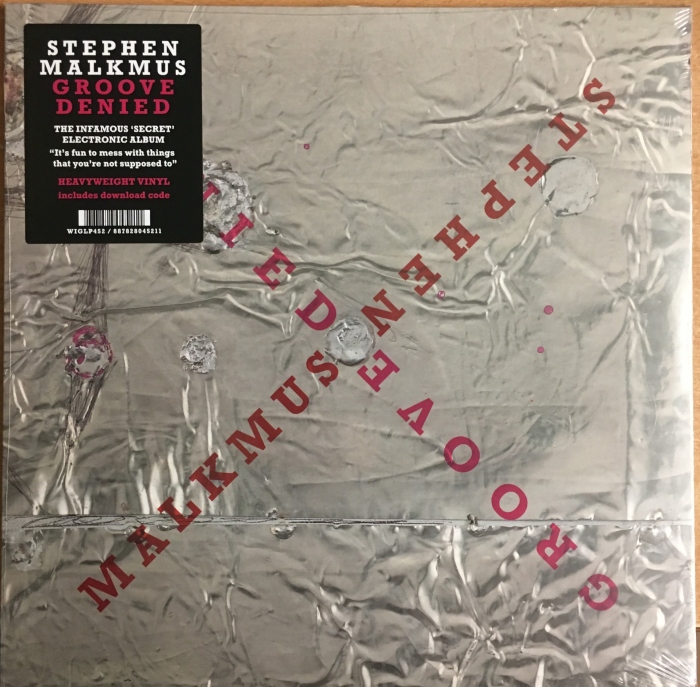 STEPHEN
MALKMUS
GROOVE
DENIED
THE INFAMOUS ‘SECRET’
ELECTRONIC ALBUM
“It’s fun to mess with things
that you’re not supposed to”
HEAVYWEIGHT VINYL
includes download code
WIGLP452 / 887828045211
STEPHEN
MALKMUS
GROOVE
IED